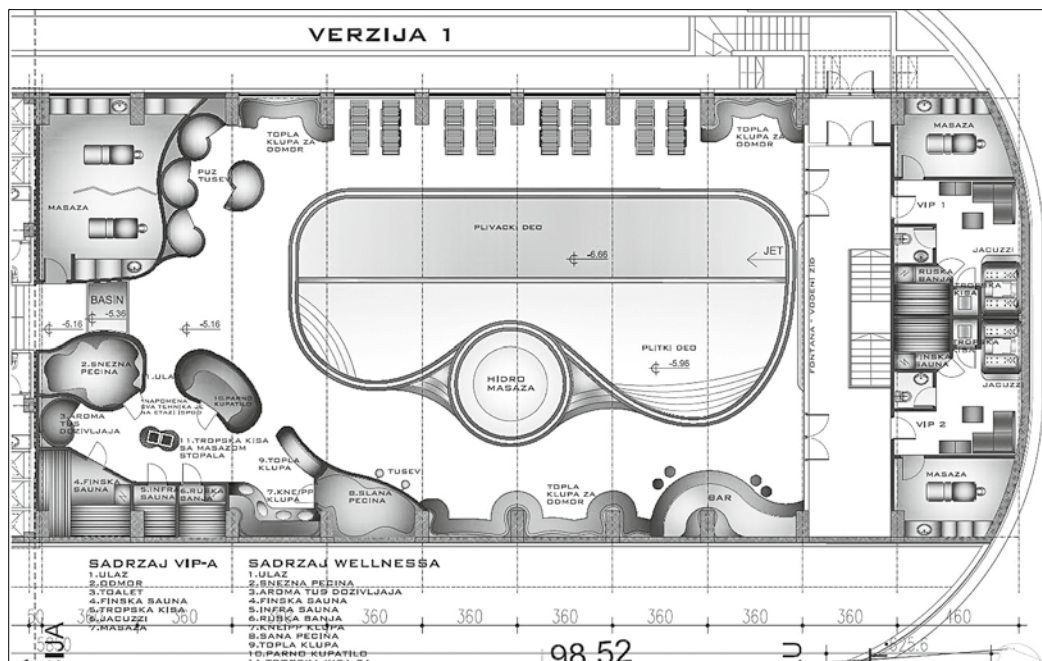 VERZIJA 1
TOPLA
KLUPA ZA
ODMOR
TOPLA
KLUPA ZA
ODMOR
MASAZA
PUZ
TUSEVI
MASAZA
VIP 1
PLIVACKI DEO
-6.66
JET
JACUZZI
RUSKA
BANJA
TROPSKA
KISA
BASIN
-5.36
-5.16
-5.16
FONTANA - VODENI ZID
PLITKI DEO
-5.96
HIDRO
MASAZA
2.SNEZNA
PECINA
1.ULAZ
10.PARNO
KUPATILO
*NAPOMENA
SVA TEHNIKA JE
NA ETAZI ISPOD
TROPSKA
KISA
FINSKA
SAUNA
JACUZZI
3.AROMA
TUS
DOZIVLJAJA
11.TROPSKA KISA
SA MASAZOM
STOPALA
VIP 2
9.TOPLA
KLUPA
TUSEVI
4.FINSKA
SAUNA
5.INFRA
SAUNA
6.RUSKA
BANJA
7.KNEIPP
KLUPA
8.SLANA
PECINA
TOPLA
KLUPA ZA
ODMOR
BAR
MASAZA
SADRZAJ VIP-A
1.ULAZ
2.ODMOR
3.TOALET
4.FINSKA SAUNA
5.TROPSKA KISA
6.JACUZZI
7.MASAZA
SADRZAJ WELLNESSA
1.ULAZ
2.SNEZNA PECINA
3.AROMA TUS DOZIVLJAJA
4.FINSKA SAUNA
5.INFRA SAUNA
6.RUSKA BANJA
7.KNEIPP KLUPA
8.SANA PECINA
9.TOPLA KLUPA
10.PARNO KUPATILO
360 360 360 360 360 360 360 360 460
98.52